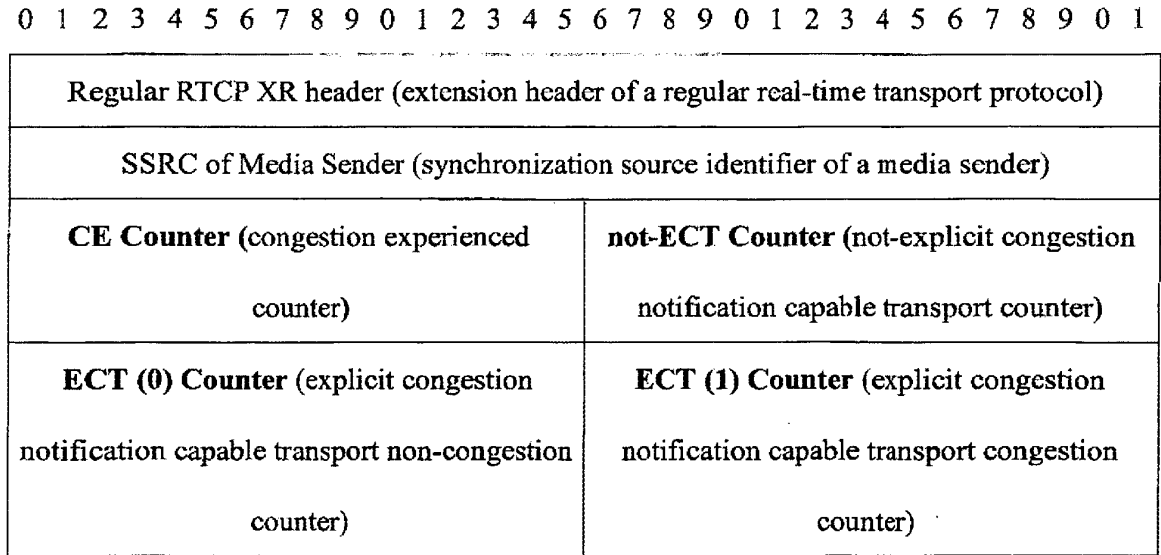 0 1 2 3 4 5 6 7 8 9 0 1 2 3 4 5 6 7 8 9 0 1 2 3 4 5 6 7 8 9 0 1
Regular RTCP XR header (extension header of a regular real-time transport protocol)
SSRC of Media Sender (synchronization source identifier of a media sender)
CE Counter (congestion experienced
counter)
not-ECT Counter (not-explicit congestion
notification capable transport counter)
ECT (0) Counter (explicit congestion
notification capable transport non-congestion
counter)
ECT (1) Counter (explicit congestion
notification capable transport congestion
counter)